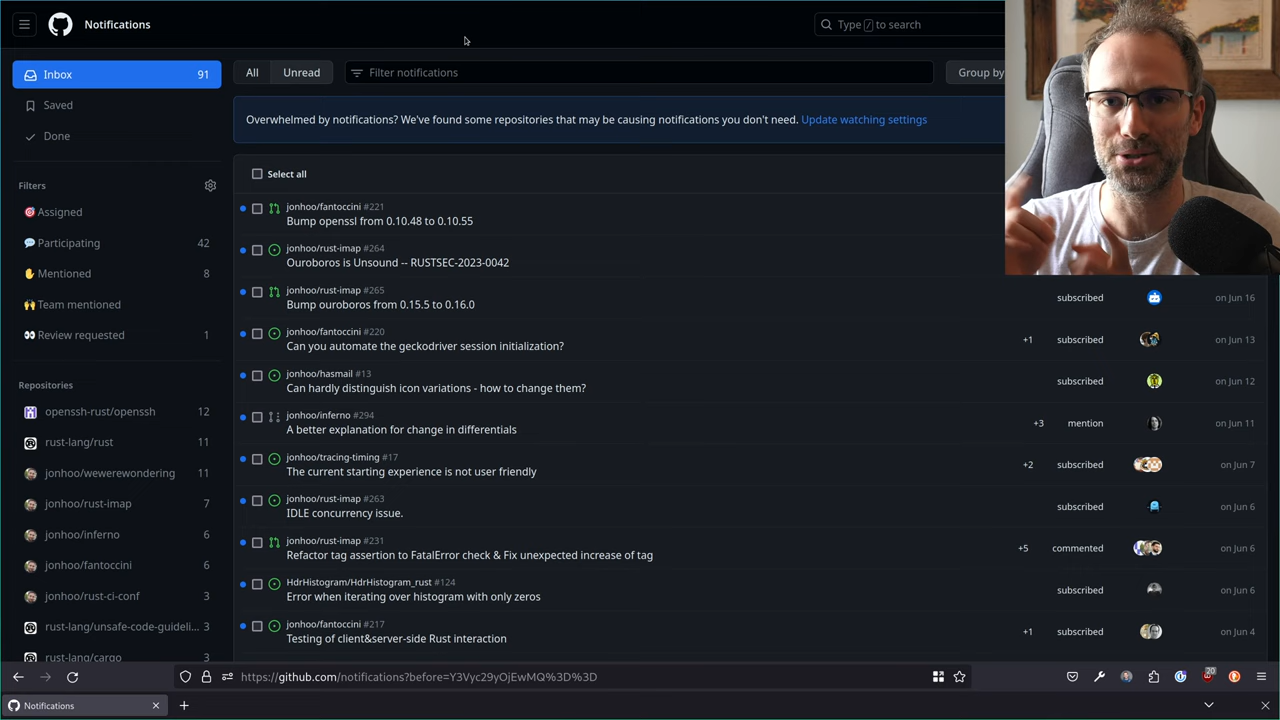 Notifications
Type / to search
Inbox 91
All Unread
Filter notifications
Group by
Saved
Done
Overwhelmed by notifications? We've found some repositories that may be causing notifications you don't need. Update watching settings
Select all
Filters
Assigned
Participating 42
Mentioned 8
Team mentioned
Review requested 1
Repositories
openssh-rust/openssh 12
rust-lang/rust 11
jonhoo/wewerewondering 11
jonhoo/rust-imap 7
jonhoo/inferno 6
jonhoo/fantoccini 6
jonhoo/rust-ci-conf 3
rust-lang/unsafe-code-guideli... 3
rust-lang/cargo 3
jonhoo/fantoccini #221
Bump openssl from 0.10.48 to 0.10.55
jonhoo/rust-imap #264
Ouroboros is Unsound -- RUSTSEC-2023-0042
jonhoo/rust-imap #265
Bump ouroboros from 0.15.5 to 0.16.0
subscribed on Jun 16
jonhoo/fantoccini #220
Can you automate the geckodriver session initialization?
+1 subscribed on Jun 13
jonhoo/hasmail #13
Can hardly distinguish icon variations - how to change them?
subscribed on Jun 12
jonhoo/inferno #294
A better explanation for change in differentials
+3 mention on Jun 11
jonhoo/tracing-timing #17
The current starting experience is not user friendly
+2 subscribed on Jun 7
jonhoo/rust-imap #263
IDLE concurrency issue.
subscribed on Jun 6
jonhoo/rust-imap #231
Refactor tag assertion to FatalError check & Fix unexpected increase of tag
+5 commented on Jun 6
HdrHistogram/HdrHistogram_rust #124
Error when iterating over histogram with only zeros
subscribed on Jun 6
jonhoo/fantoccini #217
Testing of client&server-side Rust interaction
+1 subscribed on Jun 4
https://github.com/notifications?before=Y3Vyc29yOjEwMQ%3D%3D
20
Notifications